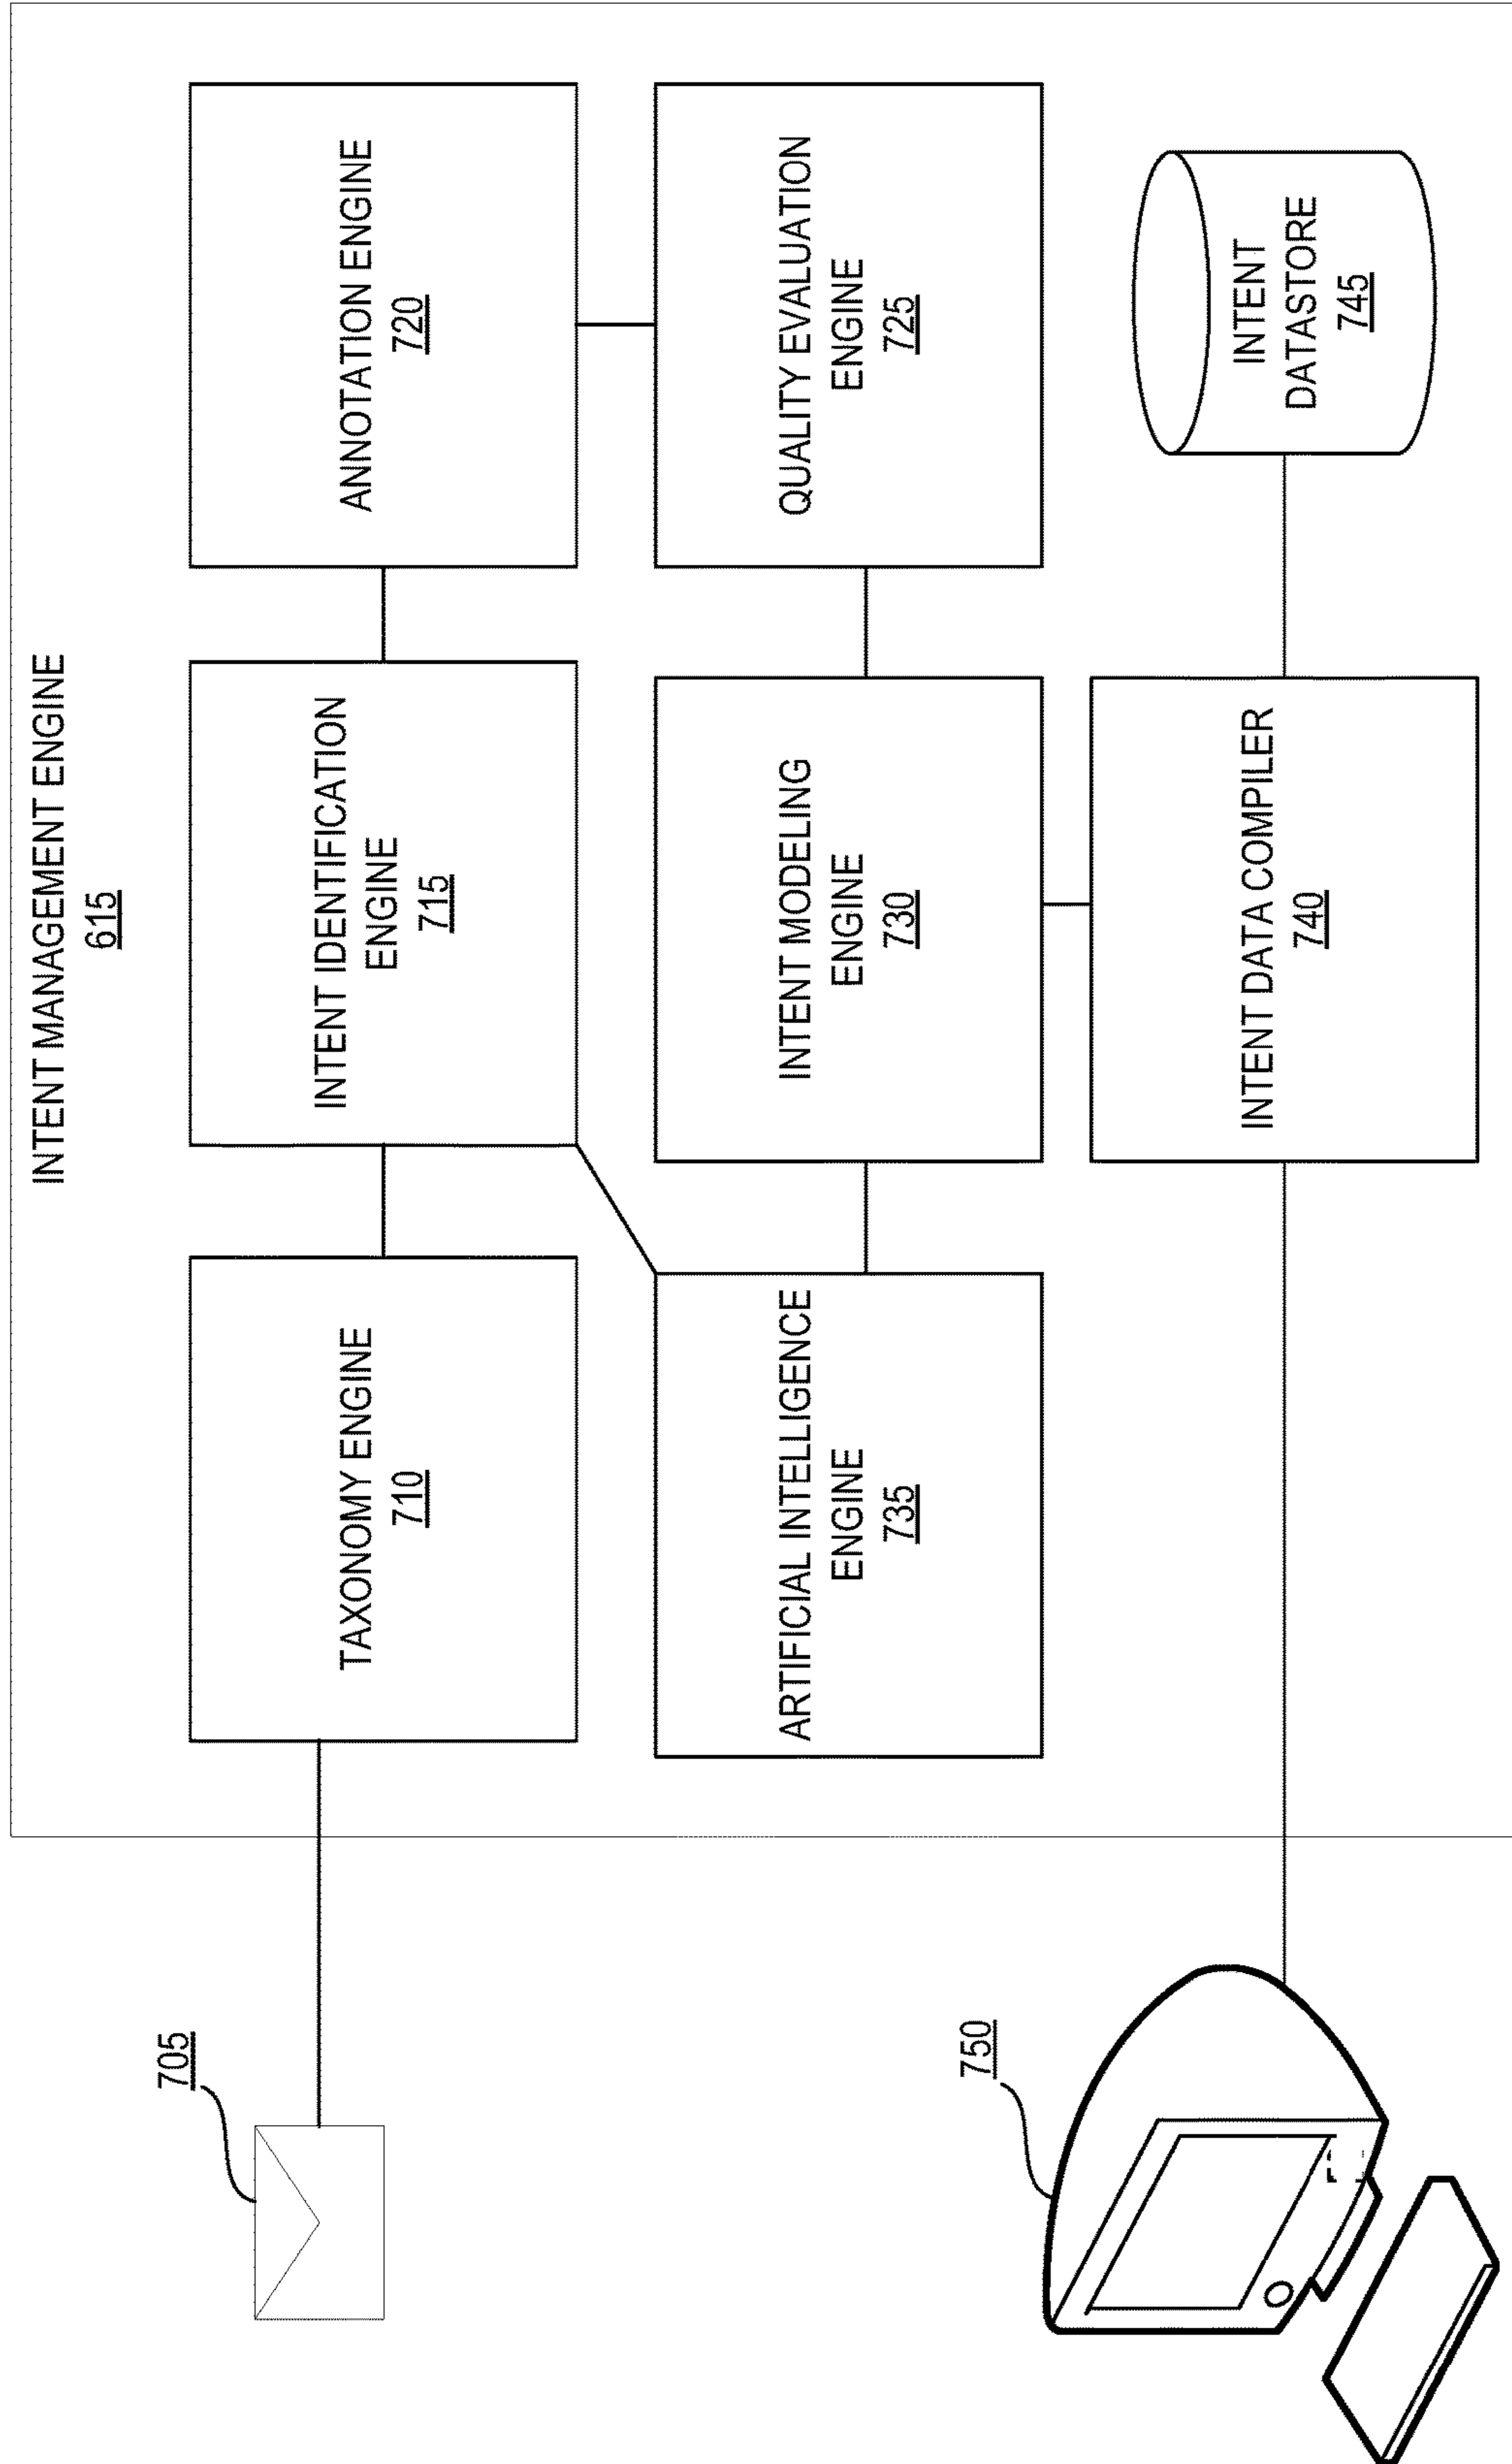 INTENT MANAGEMENT ENGINE
615
705
TAXONOMY ENGINE
710
INTENT IDENTIFICATION
ENGINE
715
ANNOTATION ENGINE
720
ARTIFICIAL INTELLIGENCE
ENGINE
735
INTENT MODELING
ENGINE
730
QUALITY EVALUATION
ENGINE
725
750
INTENT DATA COMPILER
740
INTENT
DATASTORE
745